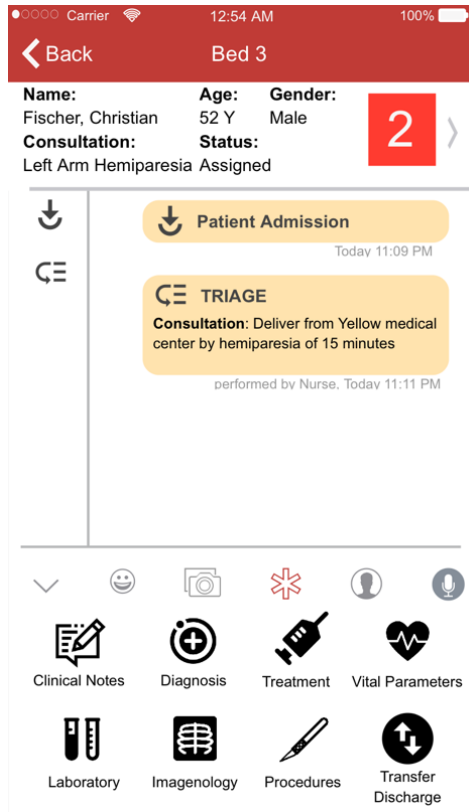 Carrier 12:54 AM 100%
Back Bed 3
Name: Age: Gender:
Fischer, Christian 52 Y Male
Consultation: Status:
Left Arm Hemiparesia Assigned
2
Patient Admission
Today 11:09 PM
TRIAGE
Consultation: Deliver from Yellow medical
center by hemiparesia of 15 minutes
performed by Nurse, Today 11:11 PM
Clinical Notes Diagnosis Treatment Vital Parameters
Laboratory Imagenology Procedures Transfer
Discharge